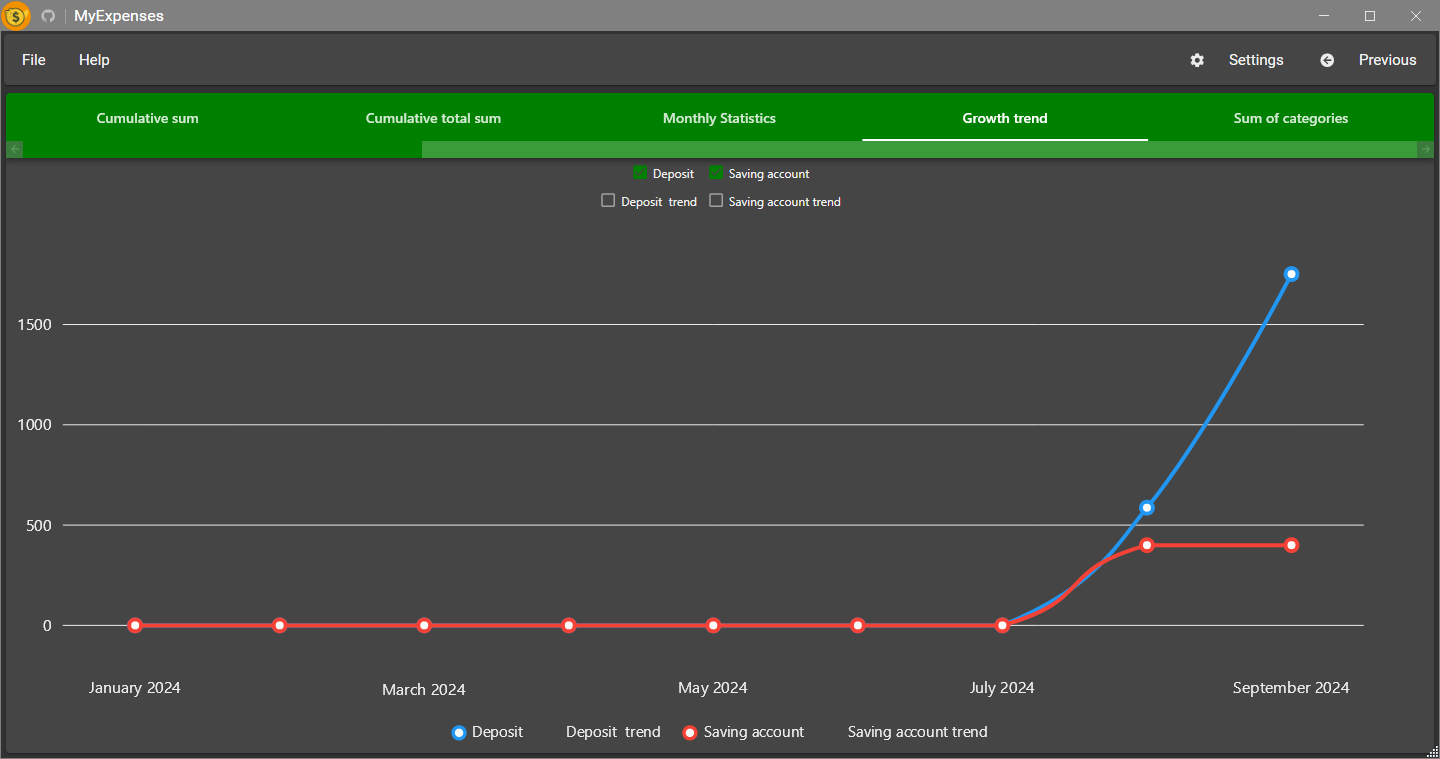 MyExpenses
File Help Settings Previous
Cumulative sum Cumulative total sum Monthly Statistics Growth trend Sum of categories
Deposit Saving account
Deposit trend Saving account trend
1500
1000
500
0
January 2024 March 2024 May 2024 July 2024 September 2024
Deposit Deposit trend Saving account Saving account trend